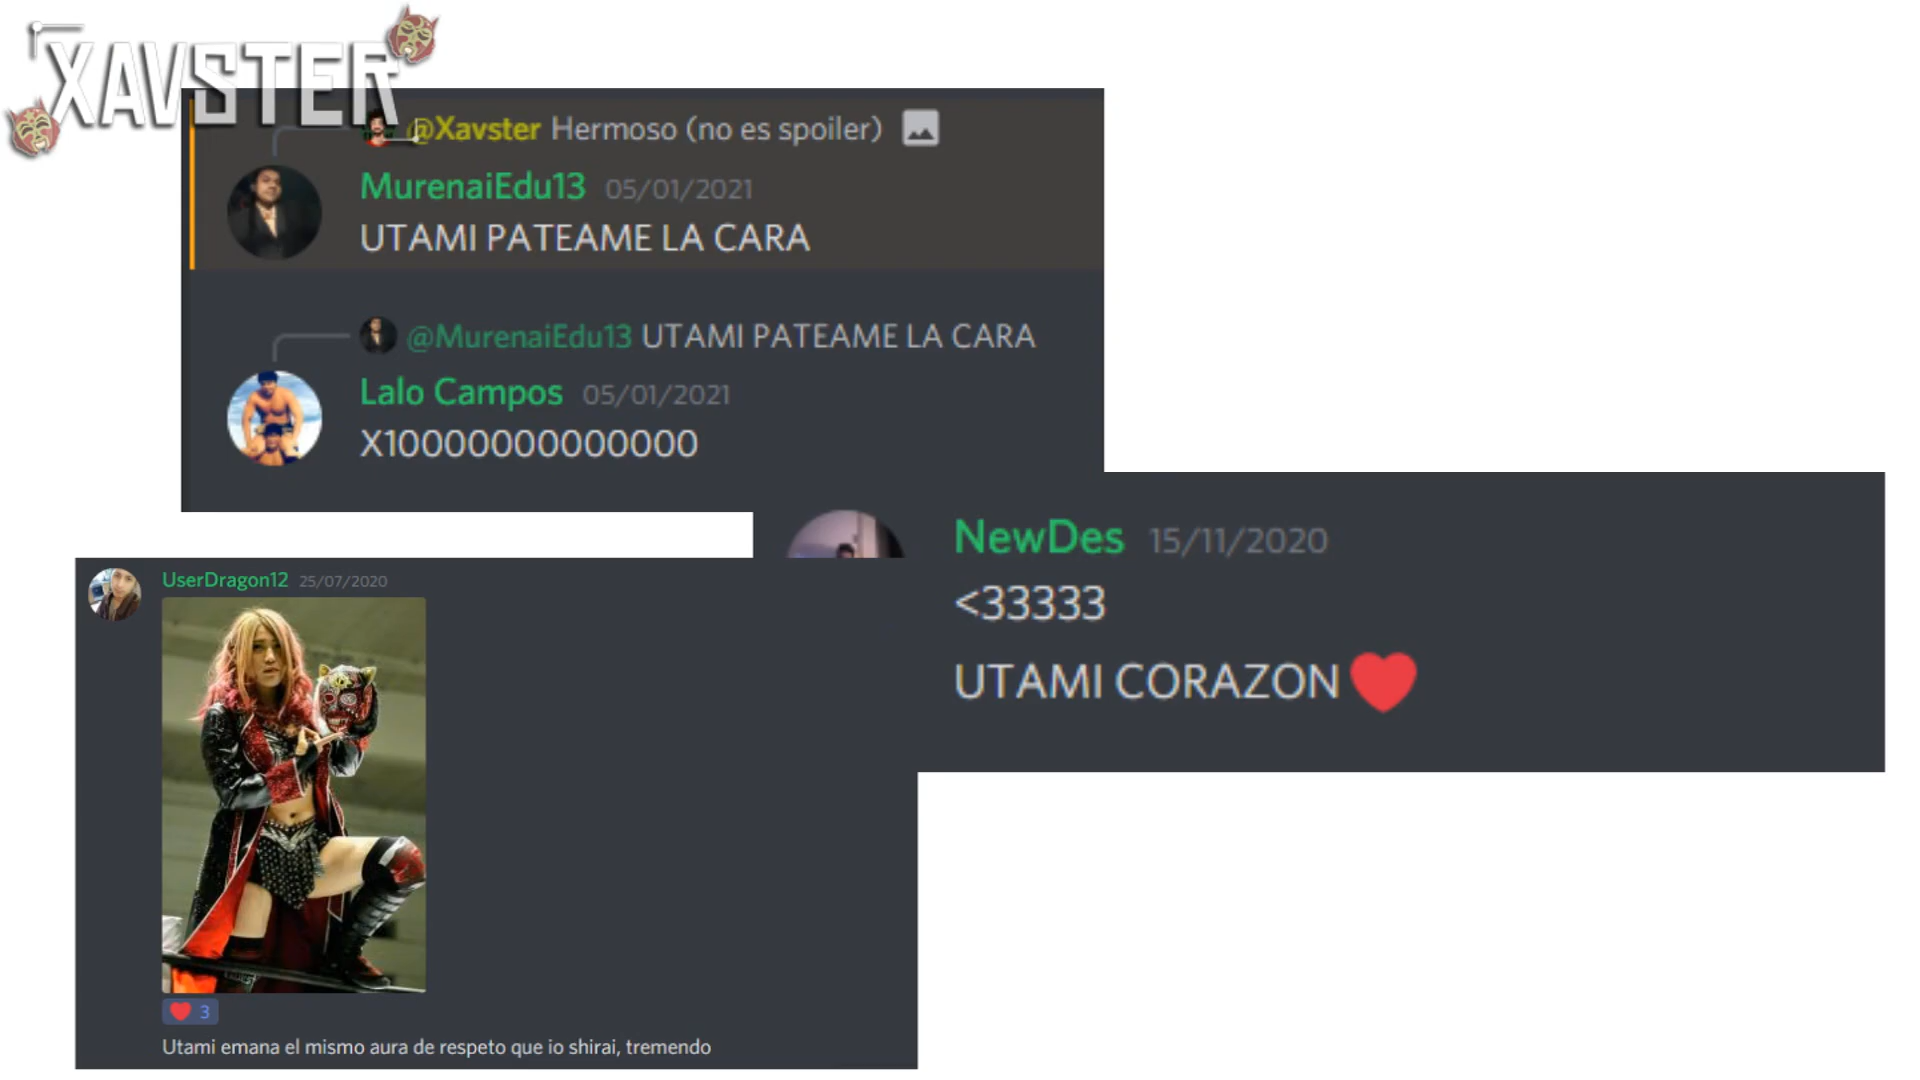 XAVSTER
@Xavster Hermoso (no es spoiler)
MurenaiEdu13 05/01/2021
UTAMI PATEAME LA CARA
@MurenaiEdu13 UTAMI PATEAME LA CARA
Lalo Campos 05/01/2021
X10000000000000
NewDes 15/11/2020
<33333
UTAMI CORAZON ❤
UserDragon12 25/07/2020
❤ 3
Utami emana el mismo aura de respeto que io shirai, tremendo